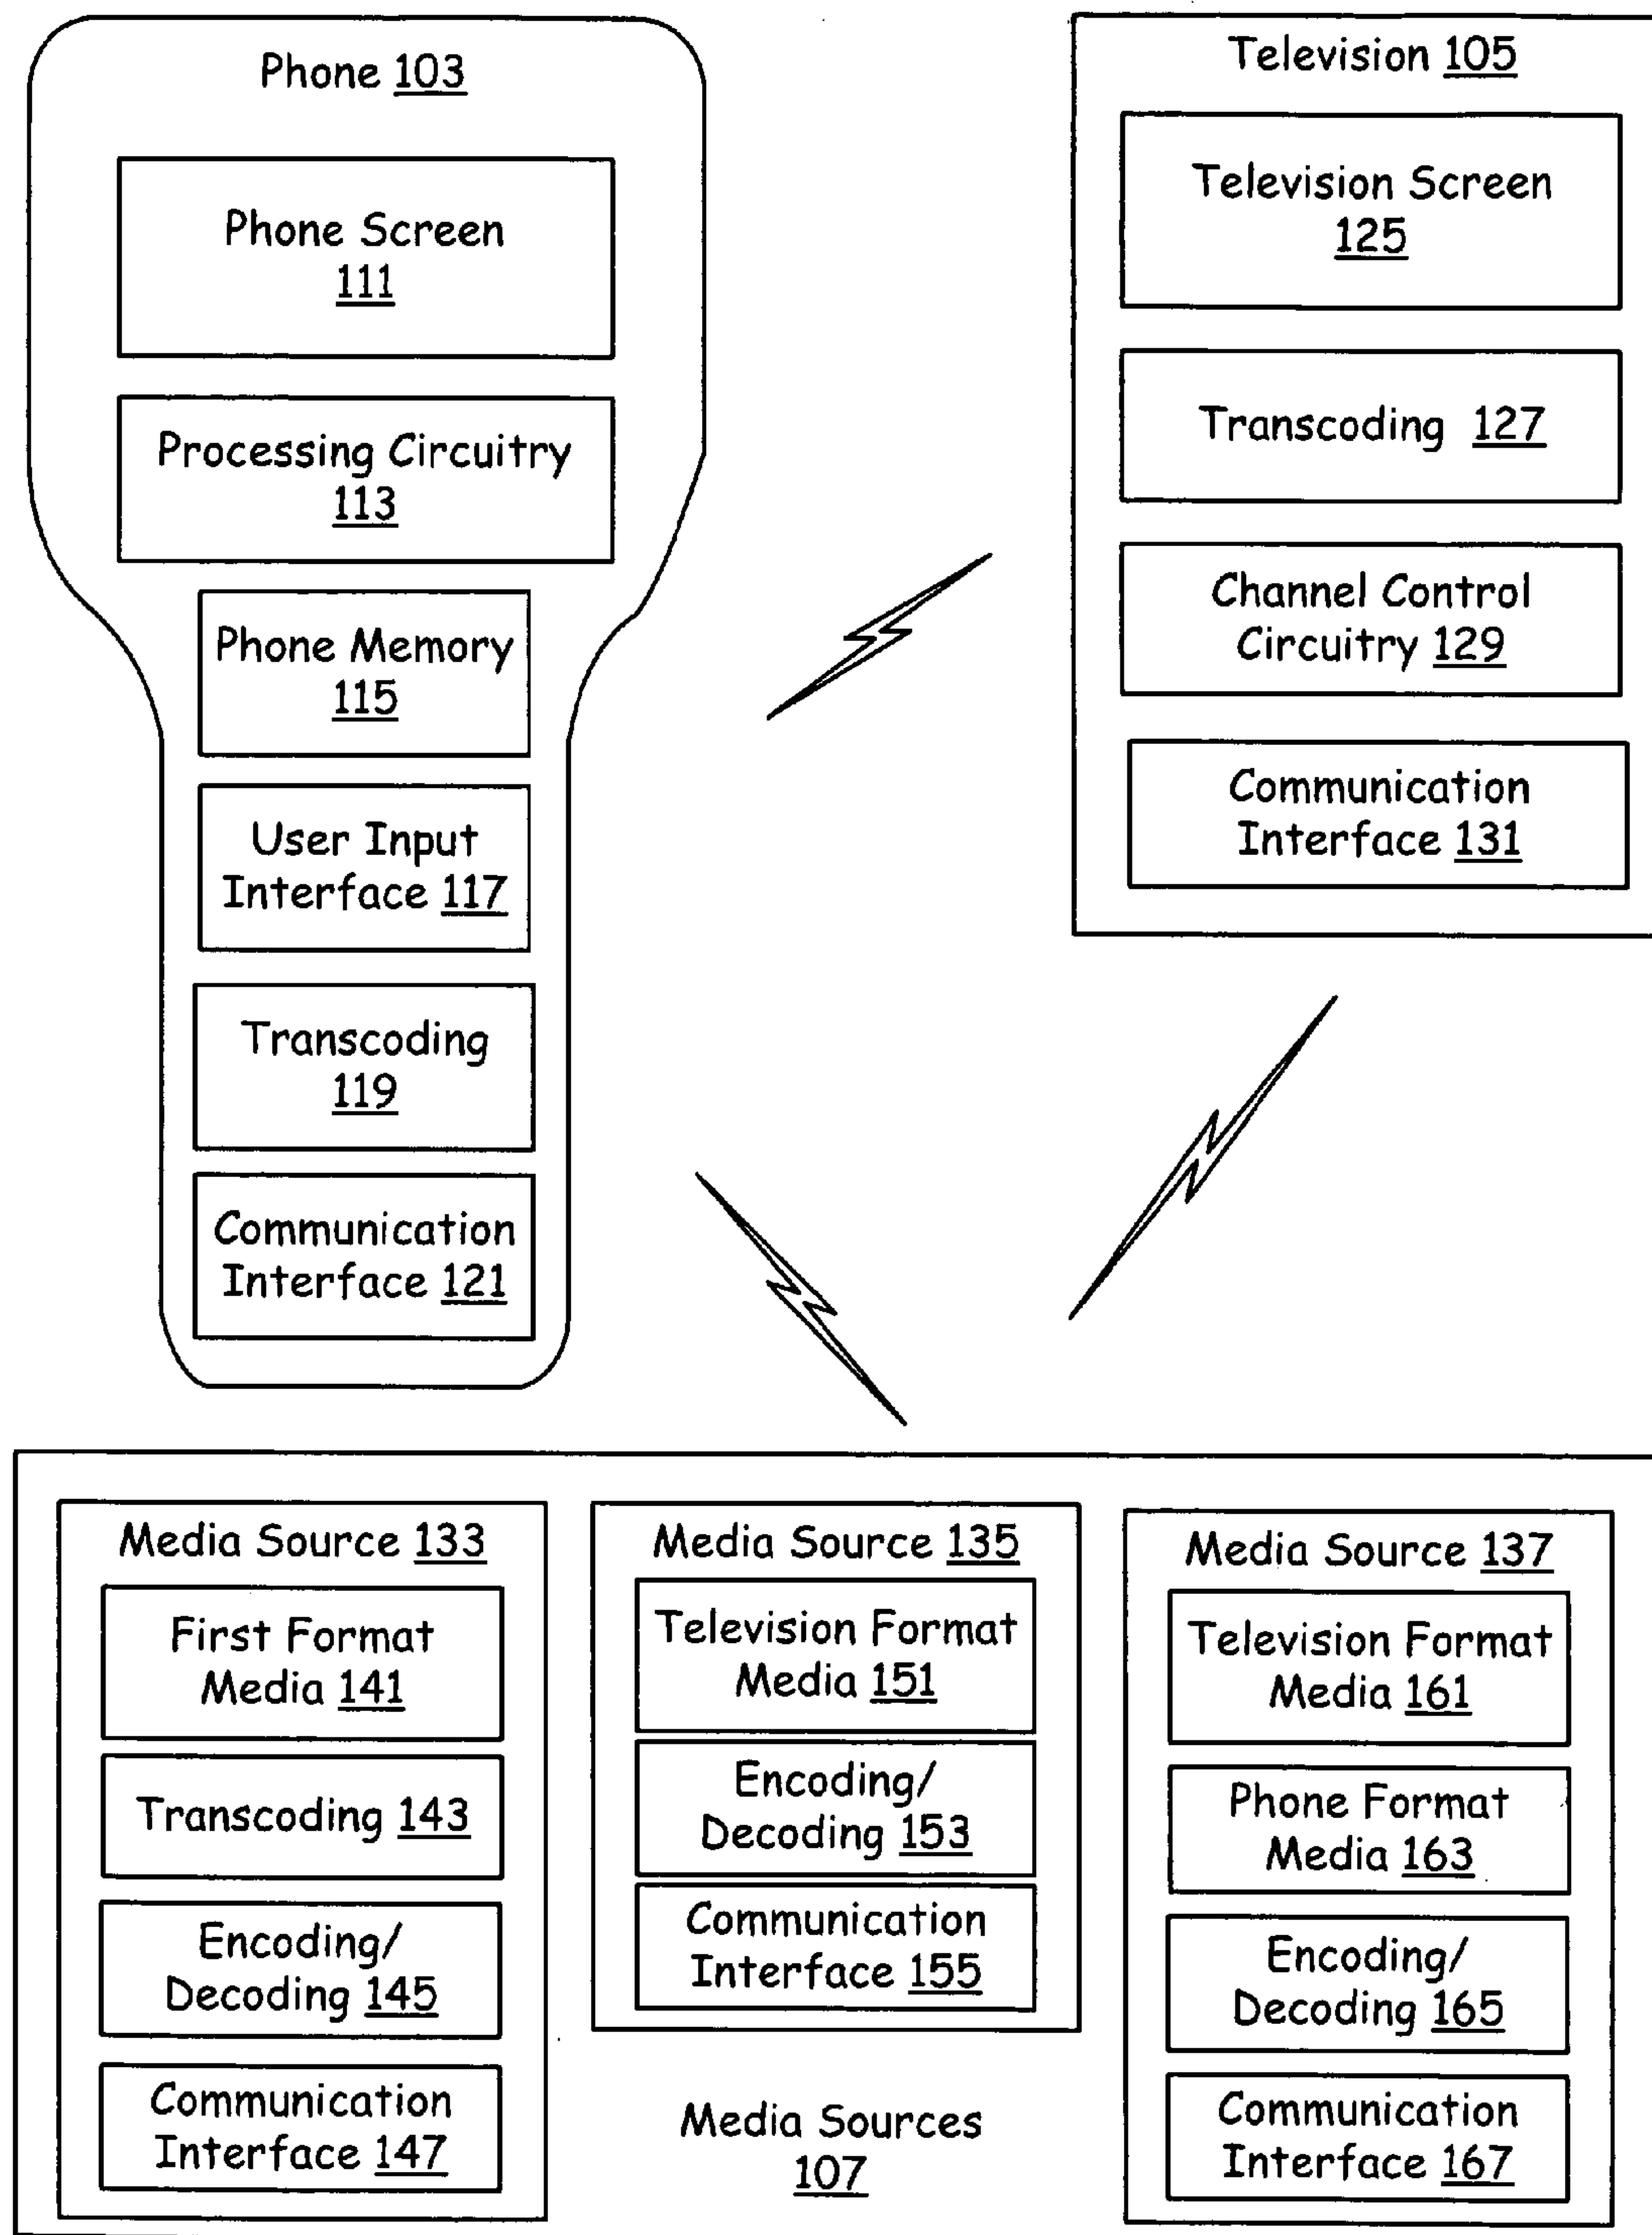 Phone 103
Phone Screen
111
Processing Circuitry
113
Phone Memory
115
User Input
Interface 117
Transcoding
119
Communication
Interface 121
Television 105
Television Screen
125
Transcoding 127
Channel Control
Circuitry 129
Communication
Interface 131
Media Source 133
First Format
Media 141
Transcoding 143
Encoding/
Decoding 145
Communication
Interface 147
Media Source 135
Television Format
Media 151
Encoding/
Decoding 153
Communication
Interface 155
Media Sources
107
Media Source 137
Television Format
Media 161
Phone Format
Media 163
Encoding/
Decoding 165
Communication
Interface 167